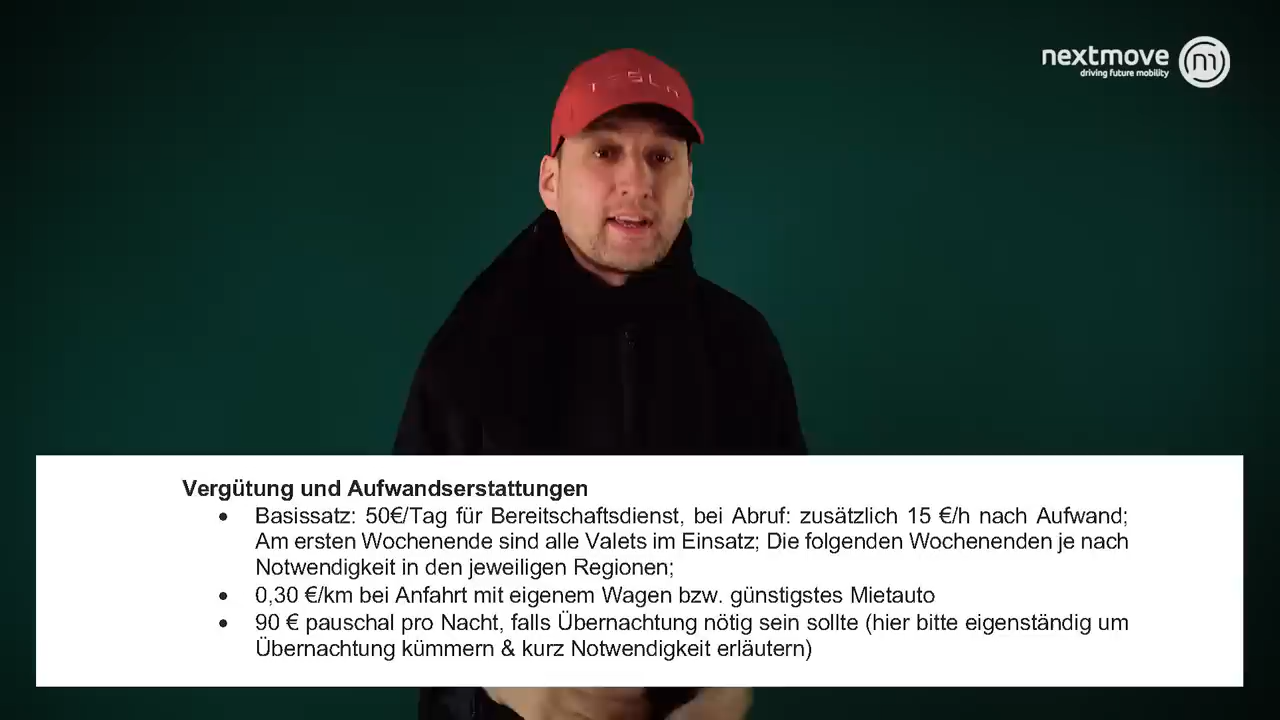 TESLA
nextmove
driving future mobility
Vergütung und Aufwandserstattungen
• Basissatz: 50€/Tag für Bereitschaftsdienst, bei Abruf: zusätzlich 15 €/h nach Aufwand;
Am ersten Wochenende sind alle Valets im Einsatz; Die folgenden Wochenenden je nach
Notwendigkeit in den jeweiligen Regionen;
• 0,30 €/km bei Anfahrt mit eigenem Wagen bzw. günstigstes Mietauto
• 90 € pauschal pro Nacht, falls Übernachtung nötig sein sollte (hier bitte eigenständig um
Übernachtung kümmern & kurz Notwendigkeit erläutern)